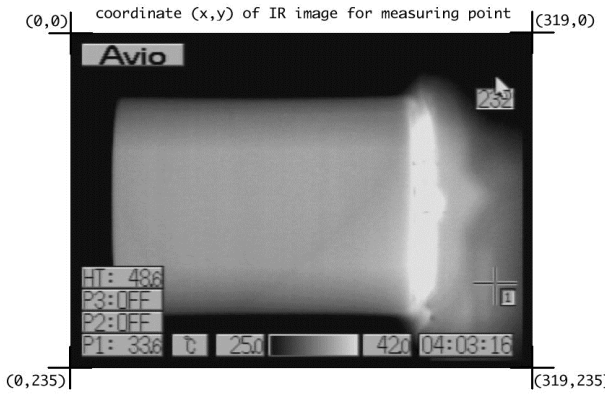 coordinate (x,y) of IR image for measuring point
(0,0)
(319,0)
Avio
232
HT: 48.6
P3:OFF
P2:OFF
P1: 33.6
℃
25.0
42.0
04:03:16
1
(0,235)
(319,235)